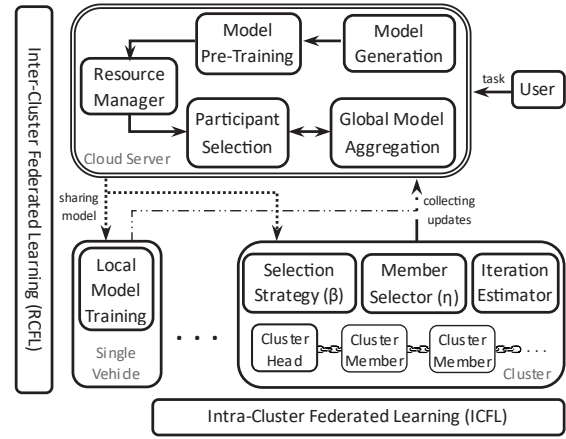 Inter-Cluster Federated Learning (RCFL)
Model
Pre-Training
Model
Generation
Resource
Manager
Participant
Selection
Global Model
Aggregation
Cloud Server
task
User
sharing
model
collecting
updates
Local
Model
Training
Single
Vehide
. . .
Selection
Strategy (β)
Member
Selector (η)
Iteration
Estimator
Cluster
Head
Cluster
Member
Cluster
Member
. . .
Cluster
Intra-Cluster Federated Learning (ICFL)